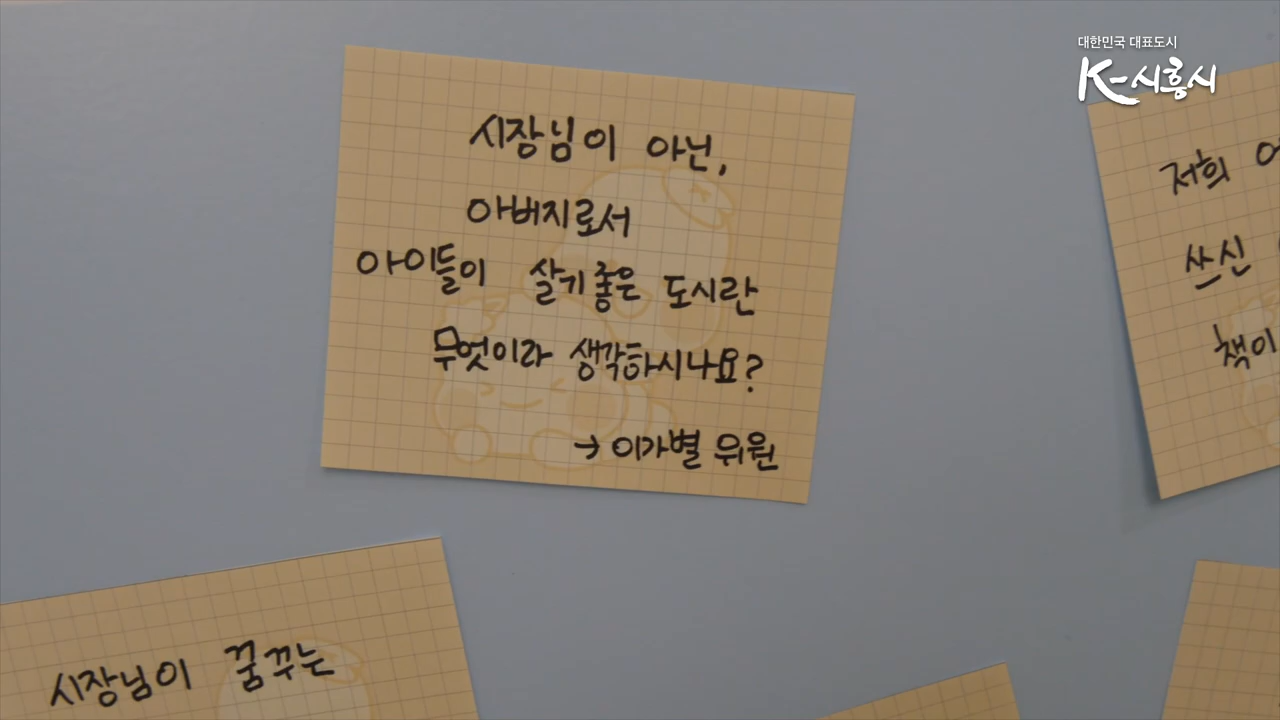 대한민국 대표도시
K-시흥시
시장님이 아닌,
아버지로서
아이들이 살기 좋은 도시란
무엇이라 생각하시나요?
→ 이가별 위원
저희
쓰신
책이
시장님이 꿈꾸는